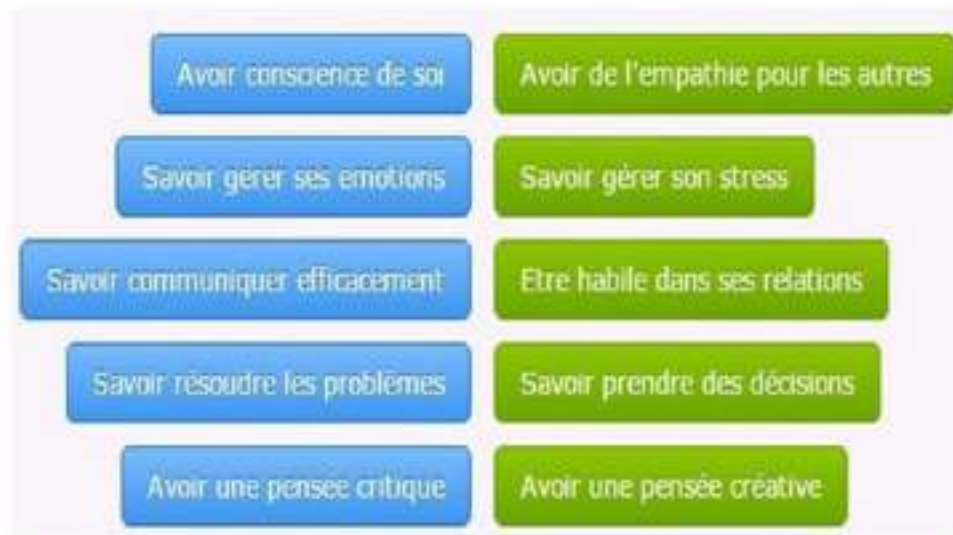 Avoir conscience de soi
Avoir de l'empathie pour les autres
Savoir gérer ses émotions
Savoir gérer son stress
Savoir communiquer efficacement
Etre habile dans ses relations
Savoir résoudre les problèmes
Savoir prendre des décisions
Avoir une pensée critique
Avoir une pensée créative